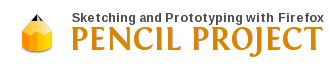 Sketching and Prototyping with Firefox
PENCIL PROJECT